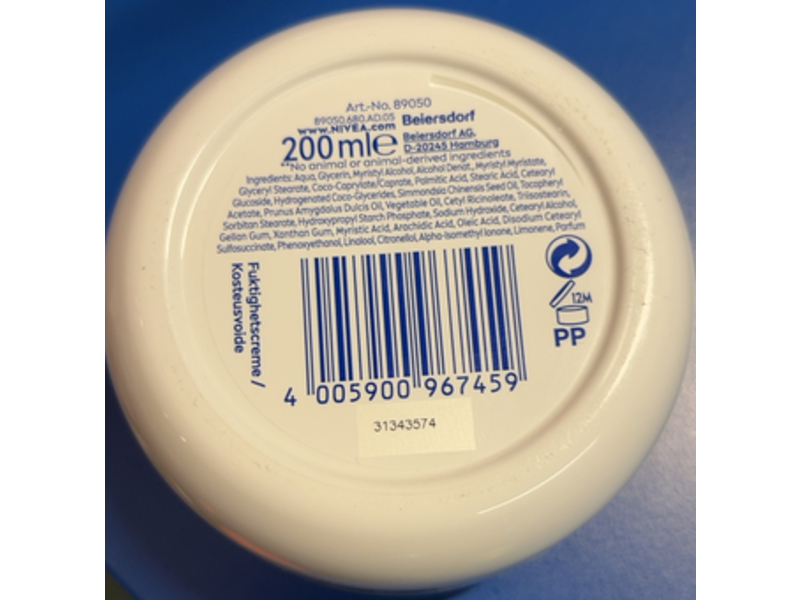 Art.-No. 89050
89050.680.AD.05
www.NIVEA.com
Beiersdorf
200 ml e
Beiersdorf AG,
D-20245 Hamburg
**No animal or animal-derived ingredients
Ingredients: Aqua, Glycerin, Myristyl Alcohol, Alcohol Denat., Myristyl Myristate,
Glyceryl Stearate, Coco-Caprylate/Caprate, Palmitic Acid, Stearic Acid, Cetearyl
Glucoside, Hydrogenated Coco-Glycerides, Simmondsia Chinensis Seed Oil, Tocopheryl
Acetate, Prunus Amygdalus Dulcis Oil, Vegetable Oil, Cetyl Ricinoleate, Triisostearin,
Sorbitan Stearate, Hydroxypropyl Starch Phosphate, Sodium Hydroxide, Cetearyl Alcohol,
Gellan Gum, Xanthan Gum, Myristic Acid, Arachidic Acid, Oleic Acid, Disodium Cetearyl
Sulfosuccinate, Phenoxyethanol, Linalool, Citronellol, Alpha-Isomethyl Ionone, Limonene, Parfum
Fuktighetscreme /
Kosteusvoide
12M
PP
4 005900 967459
31343574